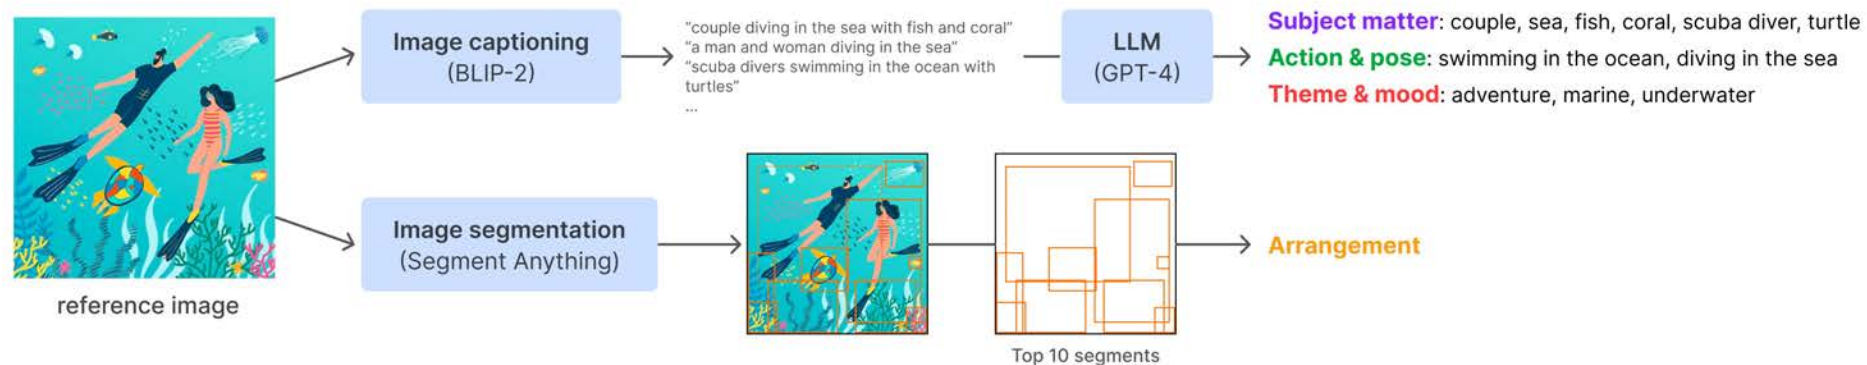 reference image
Image captioning
(BLIP-2)
“couple diving in the sea with fish and coral”
“a man and woman diving in the sea”
“scuba divers swimming in the ocean with
turtles”
...
LLM
(GPT-4)
Subject matter: couple, sea, fish, coral, scuba diver, turtle
Action & pose: swimming in the ocean, diving in the sea
Theme & mood: adventure, marine, underwater
Image segmentation
(Segment Anything)
Top 10 segments
Arrangement